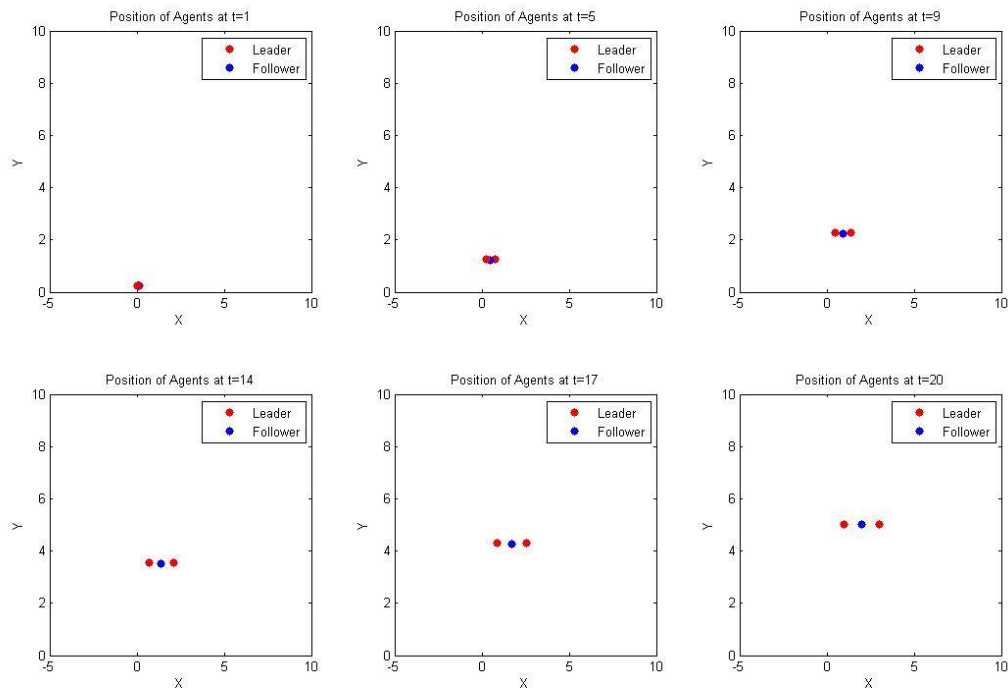 Position of Agents at t=1
10
8
6
4
2
0
-5
0
5
10
Y
X
Leader
Follower
Position of Agents at t=5
10
8
6
4
2
0
-5
0
5
10
Y
X
Leader
Follower
Position of Agents at t=9
10
8
6
4
2
0
-5
0
5
10
Y
X
Leader
Follower
Position of Agents at t=14
10
8
6
4
2
0
-5
0
5
10
Y
X
Leader
Follower
Position of Agents at t=17
10
8
6
4
2
0
-5
0
5
10
Y
X
Leader
Follower
Position of Agents at t=20
10
8
6
4
2
0
-5
0
5
10
Y
X
Leader
Follower